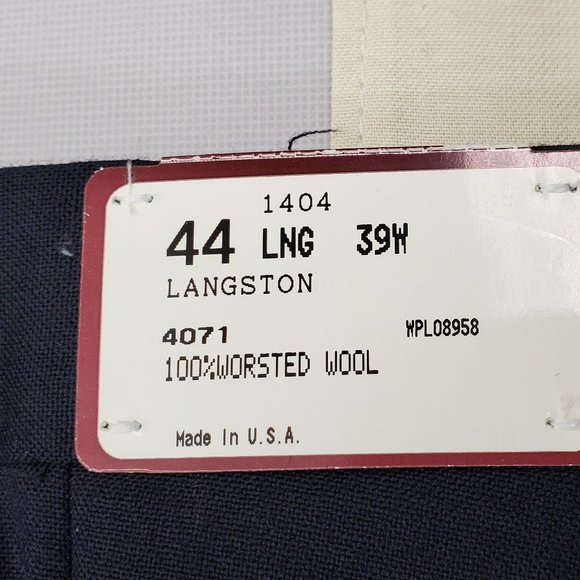 1404
44 LNG 39W
LANGSTON
4071 WPL08958
100%WORSTED WOOL
Made In U.S.A.